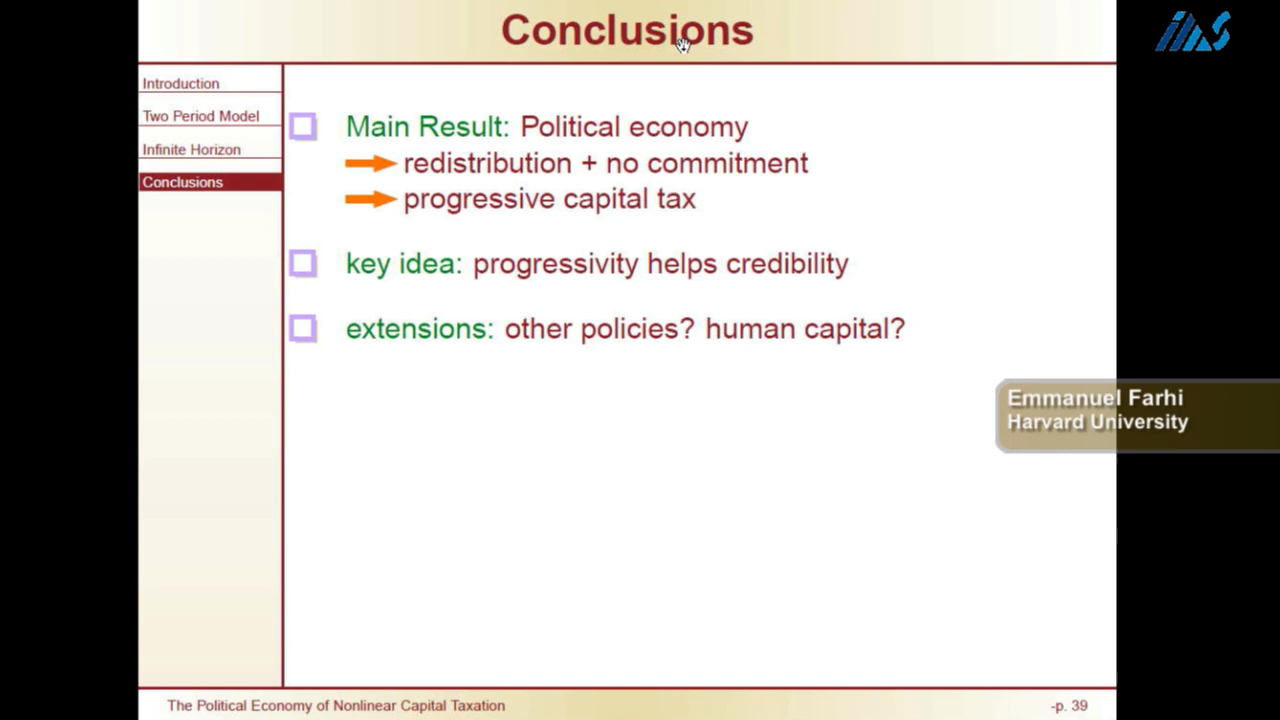 Conclusions
Introduction
Two Period Model
Infinite Horizon
Conclusions
Main Result: Political economy
redistribution + no commitment
progressive capital tax
key idea: progressivity helps credibility
extensions: other policies? human capital?
Emmanuel Farhi
Harvard University
The Political Economy of Nonlinear Capital Taxation
-p. 39